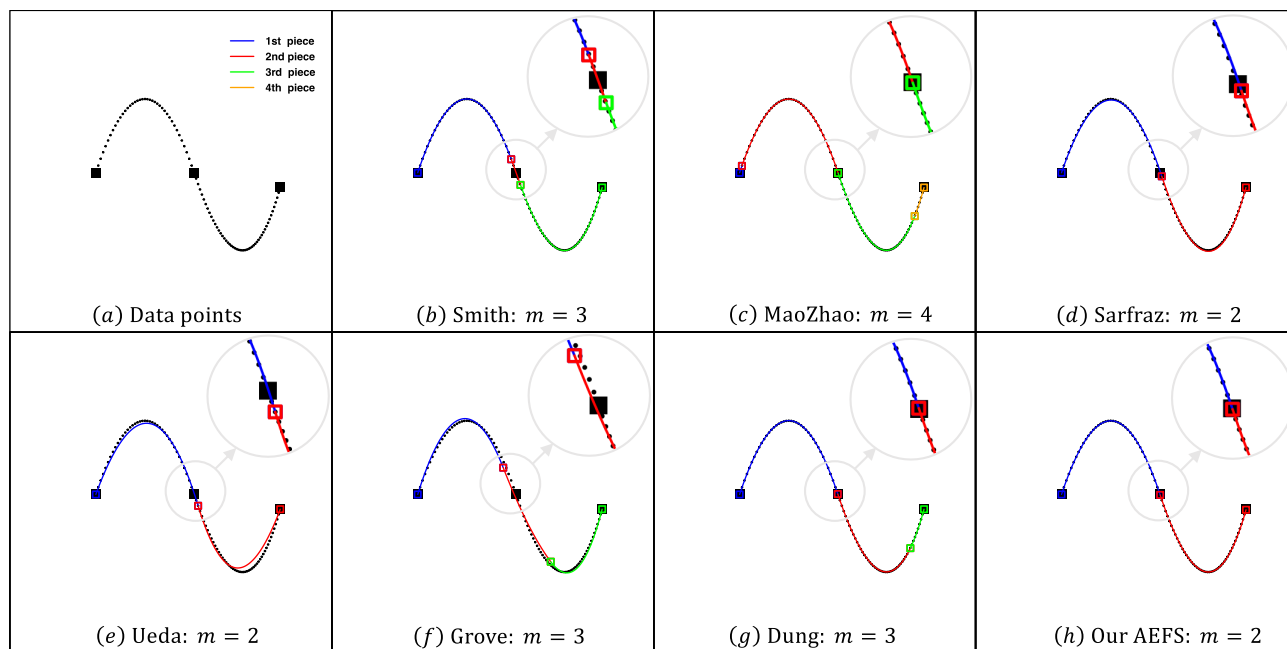 1st piece
2nd piece
3rd piece
4th piece
(a) Data points
(b) Smith: m = 3
(c) MaoZhao: m = 4
(d) Sarfraz: m = 2
(e) Ueda: m = 2
(f) Grove: m = 3
(g) Dung: m = 3
(h) Our AEFS: m = 2